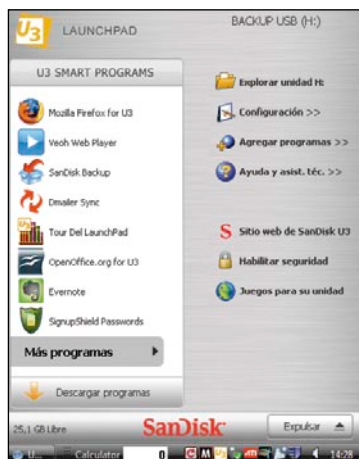 U3 LAUNCHPAD
BACKUP USB (H:)
U3 SMART PROGRAMS
Mozilla Firefox for U3
Veoh Web Player
SanDisk Backup
Dmailer Sync
Tour Del LaunchPad
OpenOffice.org for U3
Evernote
SignupShield Passwords
Más programas
Descargar programas
Explorar unidad H:
Configuración >>
Agregar programas >>
Ayuda y asist. téc. >>
S Sitio web de SanDisk U3
Habilitar seguridad
Juegos para su unidad
25,1 GB Libre
SanDisk
Expulsar
U... Calculator 0 14:28